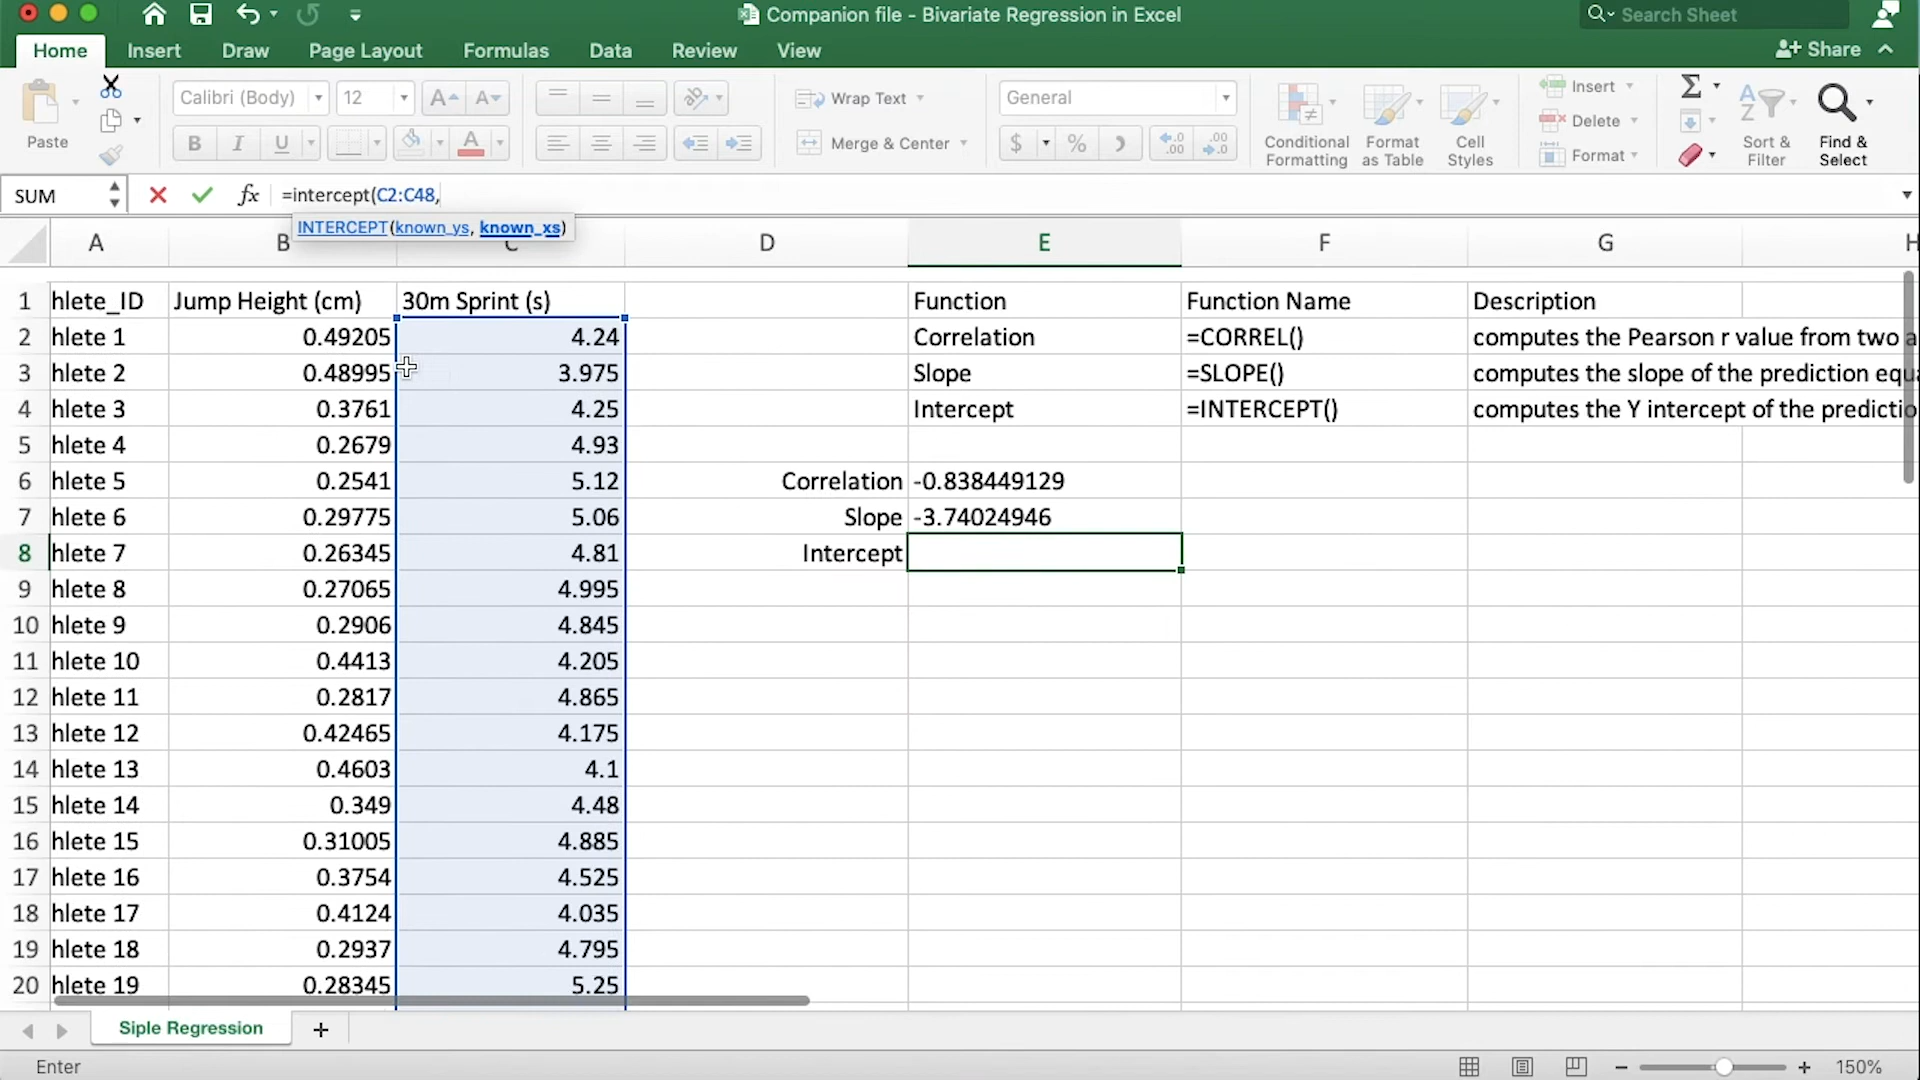 Companion file - Bivariate Regression in Excel
Search Sheet
Home Insert Draw Page Layout Formulas Data Review View Share
Paste
Calibri (Body) 12
B I U
Wrap Text
Merge & Center
General
$ % )
Conditional Formatting
Format as Table
Cell Styles
Insert
Delete
Format
Sort & Filter
Find & Select
SUM fx =intercept(C2:C48,
INTERCEPT(known_ys, known_xs)
A B C D E F G H
1 hlete_ID Jump Height (cm) 30m Sprint (s) Function Function Name Description
2 hlete 1 0.49205 4.24 Correlation =CORREL() computes the Pearson r value from two a
3 hlete 2 0.48995 3.975 Slope =SLOPE() computes the slope of the prediction equa
4 hlete 3 0.3761 4.25 Intercept =INTERCEPT() computes the Y intercept of the predictio
5 hlete 4 0.2679 4.93
6 hlete 5 0.2541 5.12 Correlation -0.838449129
7 hlete 6 0.29775 5.06 Slope -3.74024946
8 hlete 7 0.26345 4.81 Intercept
9 hlete 8 0.27065 4.995
10 hlete 9 0.2906 4.845
11 hlete 10 0.4413 4.205
12 hlete 11 0.2817 4.865
13 hlete 12 0.42465 4.175
14 hlete 13 0.4603 4.1
15 hlete 14 0.349 4.48
16 hlete 15 0.31005 4.885
17 hlete 16 0.3754 4.525
18 hlete 17 0.4124 4.035
19 hlete 18 0.2937 4.795
20 hlete 19 0.28345 5.25
Siple Regression
Enter
150%